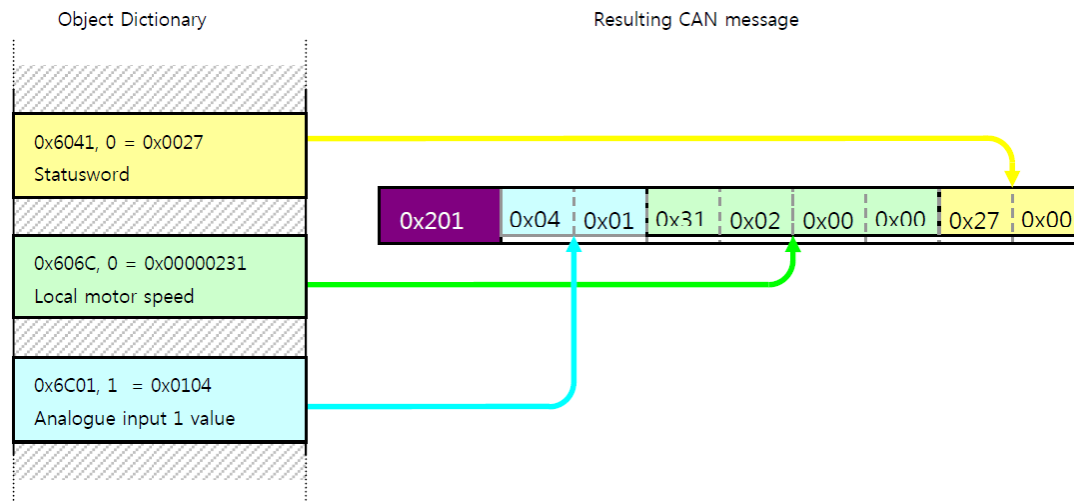 Object Dictionary
Resulting CAN message
0x6041, 0 = 0x0027
Statusword
0x201 0x04 0x01 0x31 0x02 0x00 0x00 0x27 0x00
0x606C, 0 = 0x00000231
Local motor speed
0x6C01, 1 = 0x0104
Analogue input 1 value